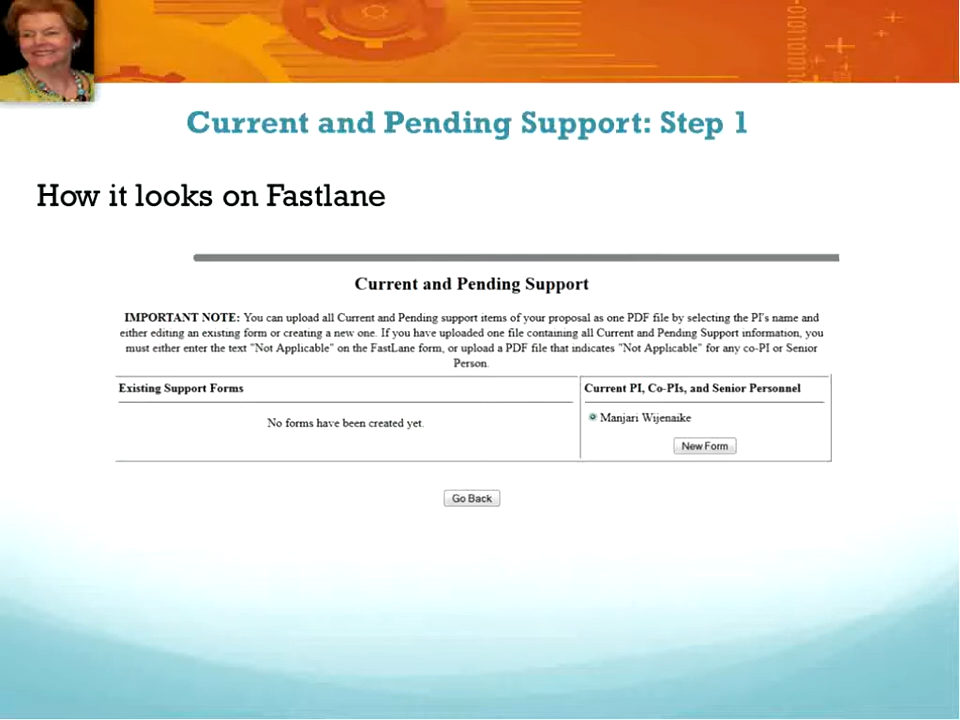 Current and Pending Support: Step 1
How it looks on Fastlane
Current and Pending Support
IMPORTANT NOTE: You can upload all Current and Pending support items of your proposal as one PDF file by selecting the PI's name and
either editing an existing form or creating a new one. If you have uploaded one file containing all Current and Pending Support information, you
must either enter the text "Not Applicable" on the FastLane form, or upload a PDF file that indicates "Not Applicable" for any co-PI or Senior
Person.
Existing Support Forms
No forms have been created yet.
Current PI, Co-PIs, and Senior Personnel
Manjari Wijenaike
New Form
Go Back